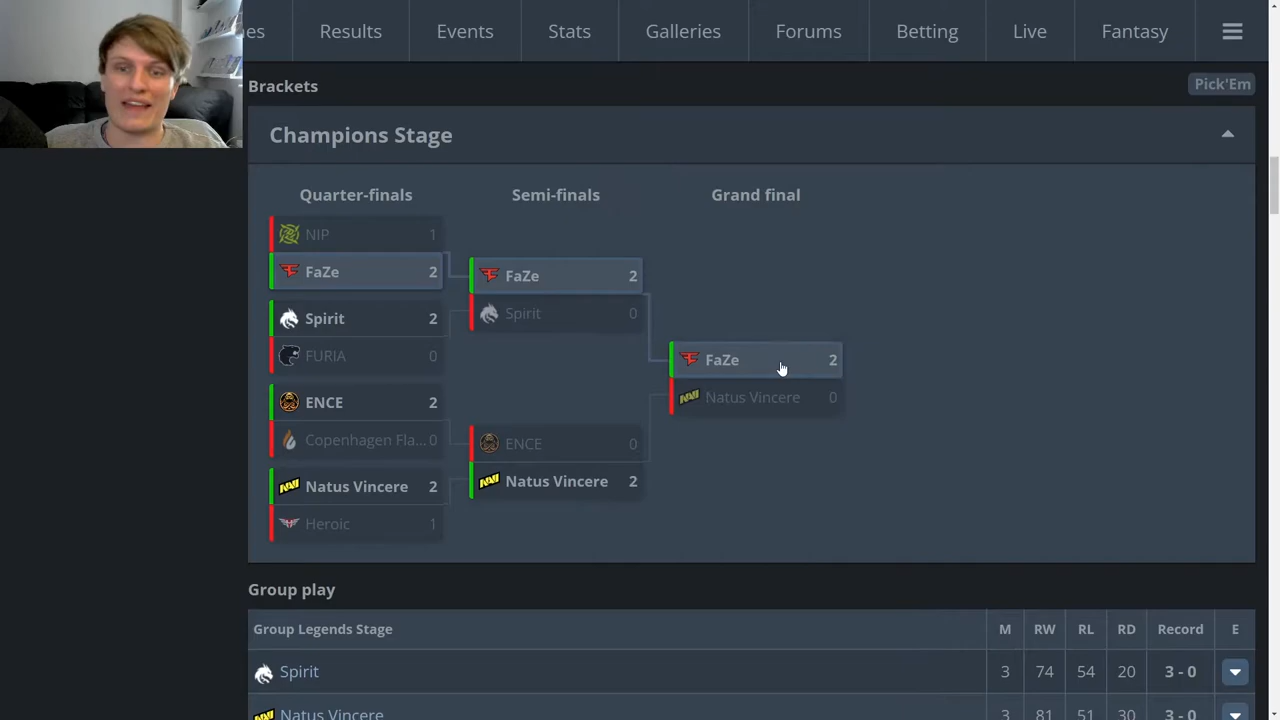 es Results Events Stats Galleries Forums Betting Live Fantasy
Brackets Pick'Em
Champions Stage
Quarter-finals Semi-finals Grand final
NIP 1
FaZe 2
Spirit 2
FURIA 0
ENCE 2
Copenhagen Fla... 0
Natus Vincere 2
Heroic 1
FaZe 2
Spirit 0
ENCE 0
Natus Vincere 2
FaZe 2
Natus Vincere 0
Group play
Group Legends Stage M RW RL RD Record E
Spirit 3 74 54 20 3 - 0
Natus Vincere 3 81 51 30 3 - 0